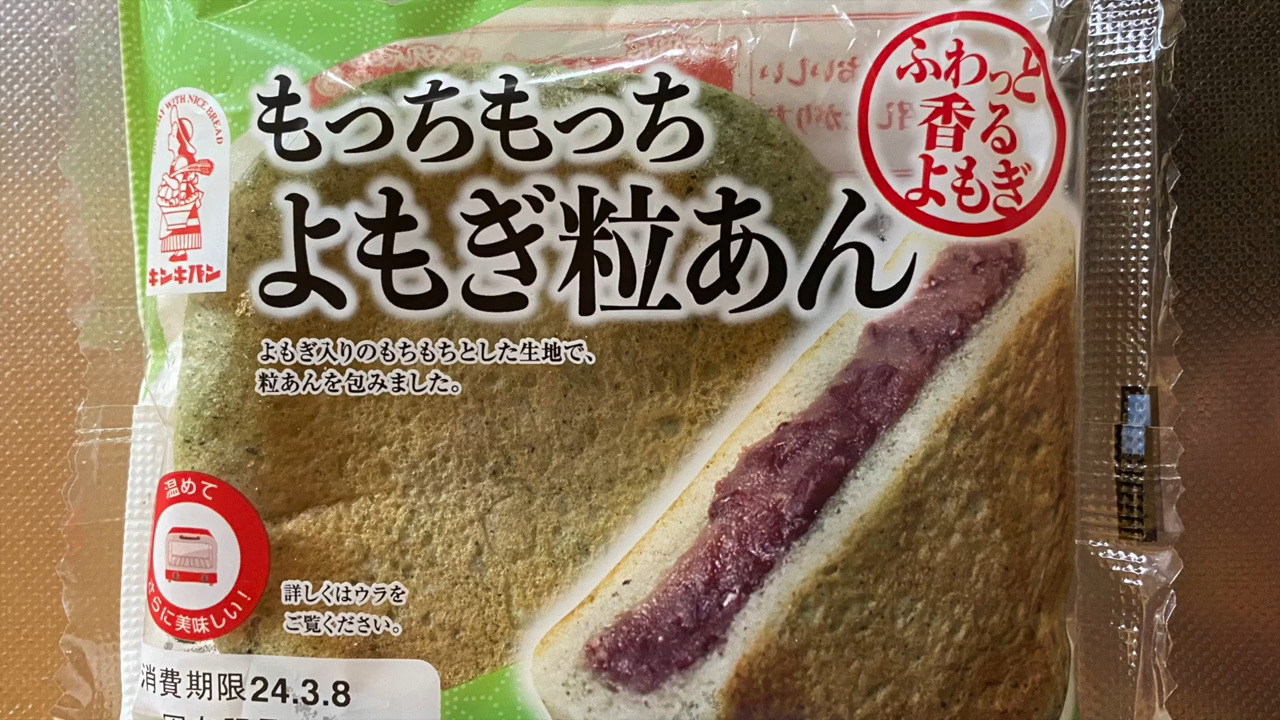 もっちもっち
よもぎ粒あん
ふわっと
香る
よもぎ
WITH NICE BREAD
キンキパン
よもぎ入りのもちもちとした生地で、
粒あんを包みました。
温めて
さらに美味しい!
詳しくはウラを
ご覧ください。
消費期限24.3.8